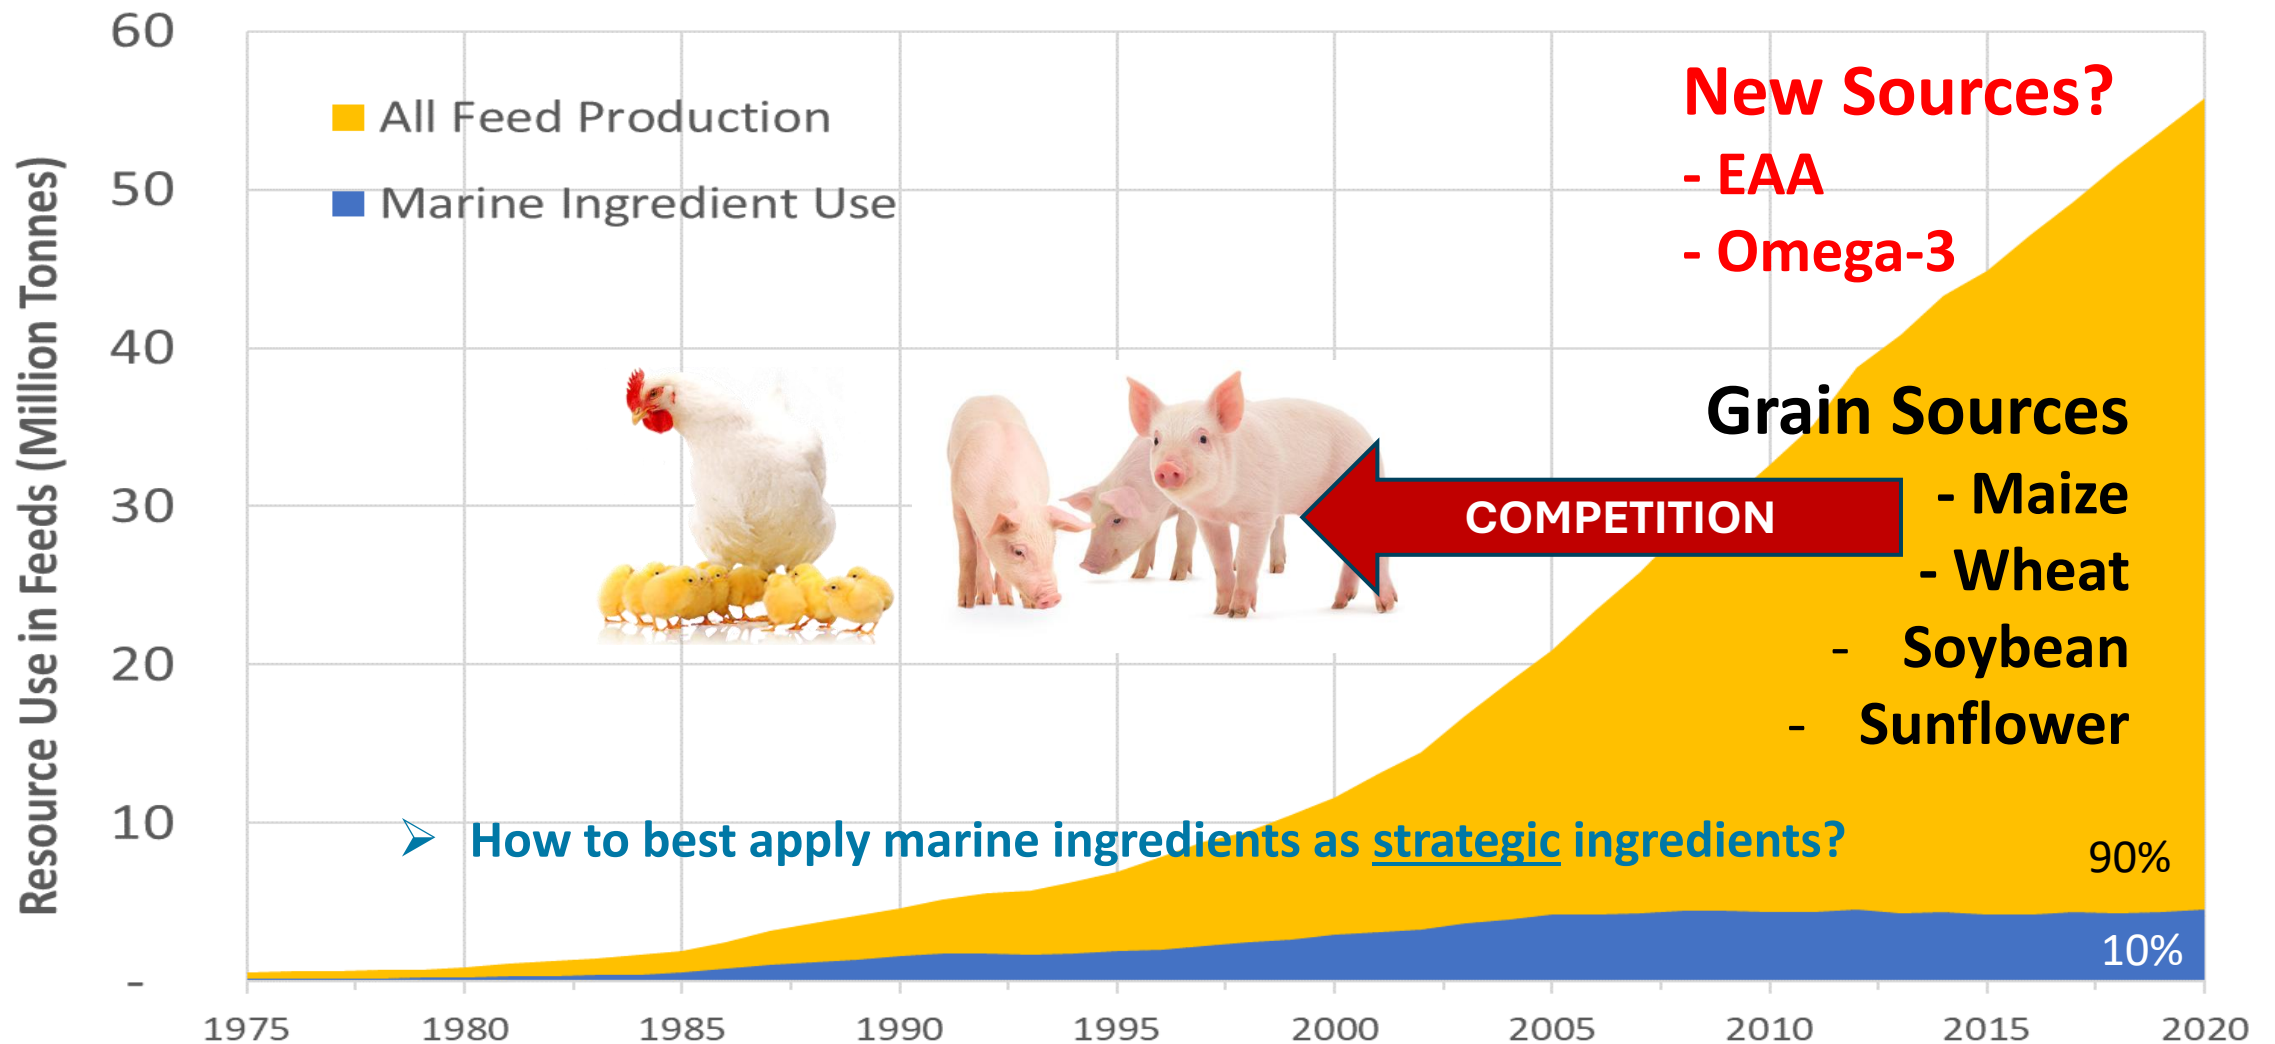 Resource Use in Feeds (Million Tonnes)
60
50
40
30
20
10
-
All Feed Production
Marine Ingredient Use
New Sources?
- EAA
- Omega-3
Grain Sources
- Maize
- Wheat
- Soybean
- Sunflower
COMPETITION
➢ How to best apply marine ingredients as strategic ingredients?
90%
10%
1975 1980 1985 1990 1995 2000 2005 2010 2015 2020